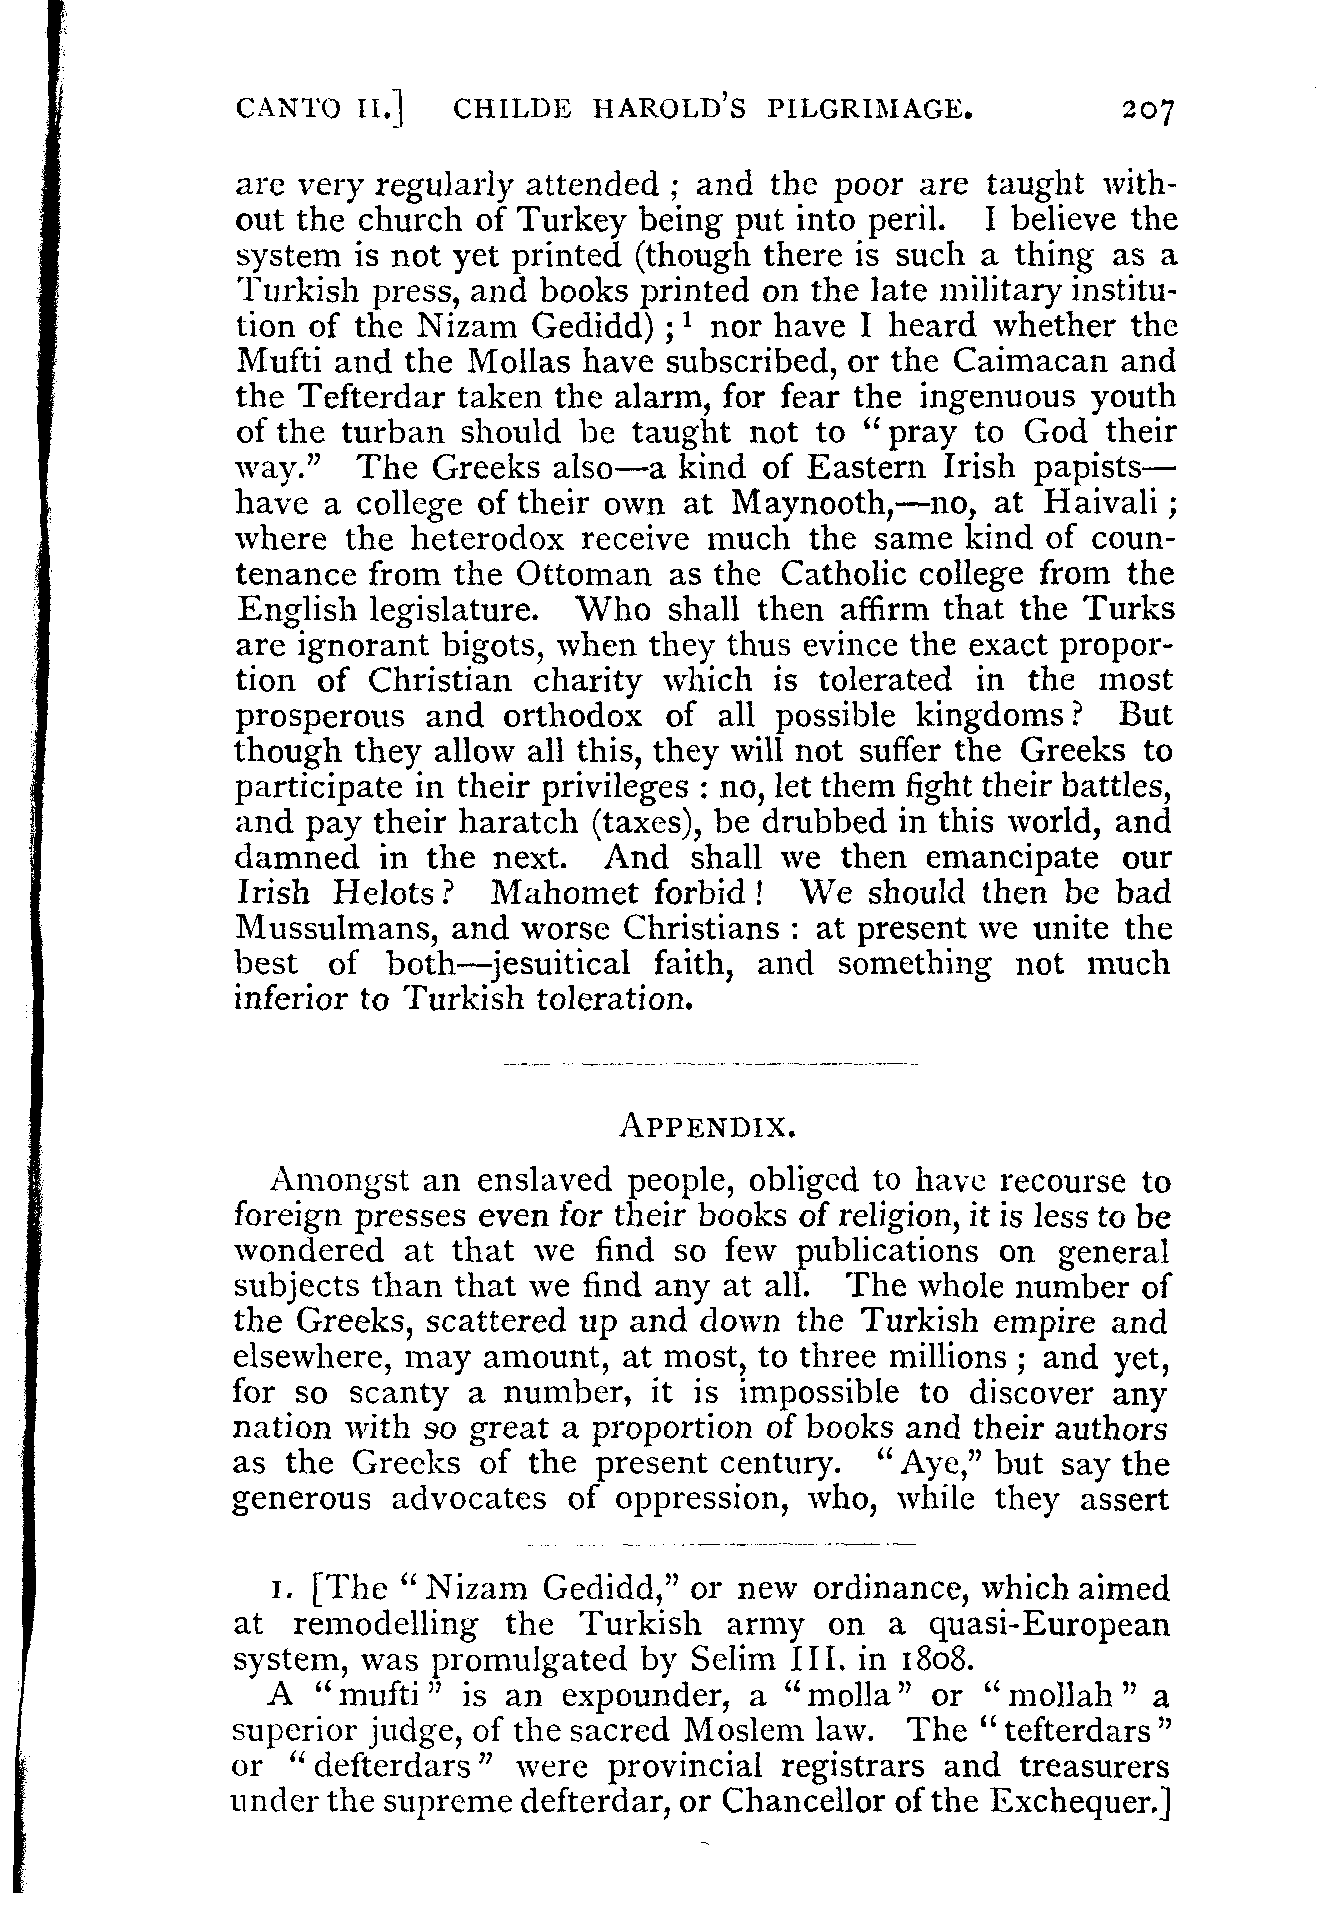 CANTO II.] CHILDE HAROLD'S PILGRIMAGE. 207
are very regularly attended ; and the poor are taught with-
out the church of Turkey being put into peril. I believe the
system is not yet printed (though there is such a thing as a
Turkish press, and books printed on the late military institu-
tion of the Nizam Gedidd) ;¹ nor have I heard whether the
Mufti and the Mollas have subscribed, or the Caimacan and
the Tefterdar taken the alarm, for fear the ingenuous youth
of the turban should be taught not to “pray to God their
way.” The Greeks also—a kind of Eastern Irish papists—
have a college of their own at Maynooth,—no, at Haivali ;
where the heterodox receive much the same kind of coun-
tenance from the Ottoman as the Catholic college from the
English legislature. Who shall then affirm that the Turks
are ignorant bigots, when they thus evince the exact propor-
tion of Christian charity which is tolerated in the most
prosperous and orthodox of all possible kingdoms? But
though they allow all this, they will not suffer the Greeks to
participate in their privileges : no, let them fight their battles,
and pay their haratch (taxes), be drubbed in this world, and
damned in the next. And shall we then emancipate our
Irish Helots? Mahomet forbid ! We should then be bad
Mussulmans, and worse Christians : at present we unite the
best of both—jesuitical faith, and something not much
inferior to Turkish toleration.
APPENDIX.
Amongst an enslaved people, obliged to have recourse to
foreign presses even for their books of religion, it is less to be
wondered at that we find so few publications on general
subjects than that we find any at all. The whole number of
the Greeks, scattered up and down the Turkish empire and
elsewhere, may amount, at most, to three millions ; and yet,
for so scanty a number, it is impossible to discover any
nation with so great a proportion of books and their authors
as the Greeks of the present century. “Aye,” but say the
generous advocates of oppression, who, while they assert
1. [The “Nizam Gedidd,” or new ordinance, which aimed
at remodelling the Turkish army on a quasi-European
system, was promulgated by Selim III. in 1808.
A “mufti” is an expounder, a “molla” or “mollah” a
superior judge, of the sacred Moslem law. The “tefterdars”
or “defterdars” were provincial registrars and treasurers
under the supreme defterdar, or Chancellor of the Exchequer.]